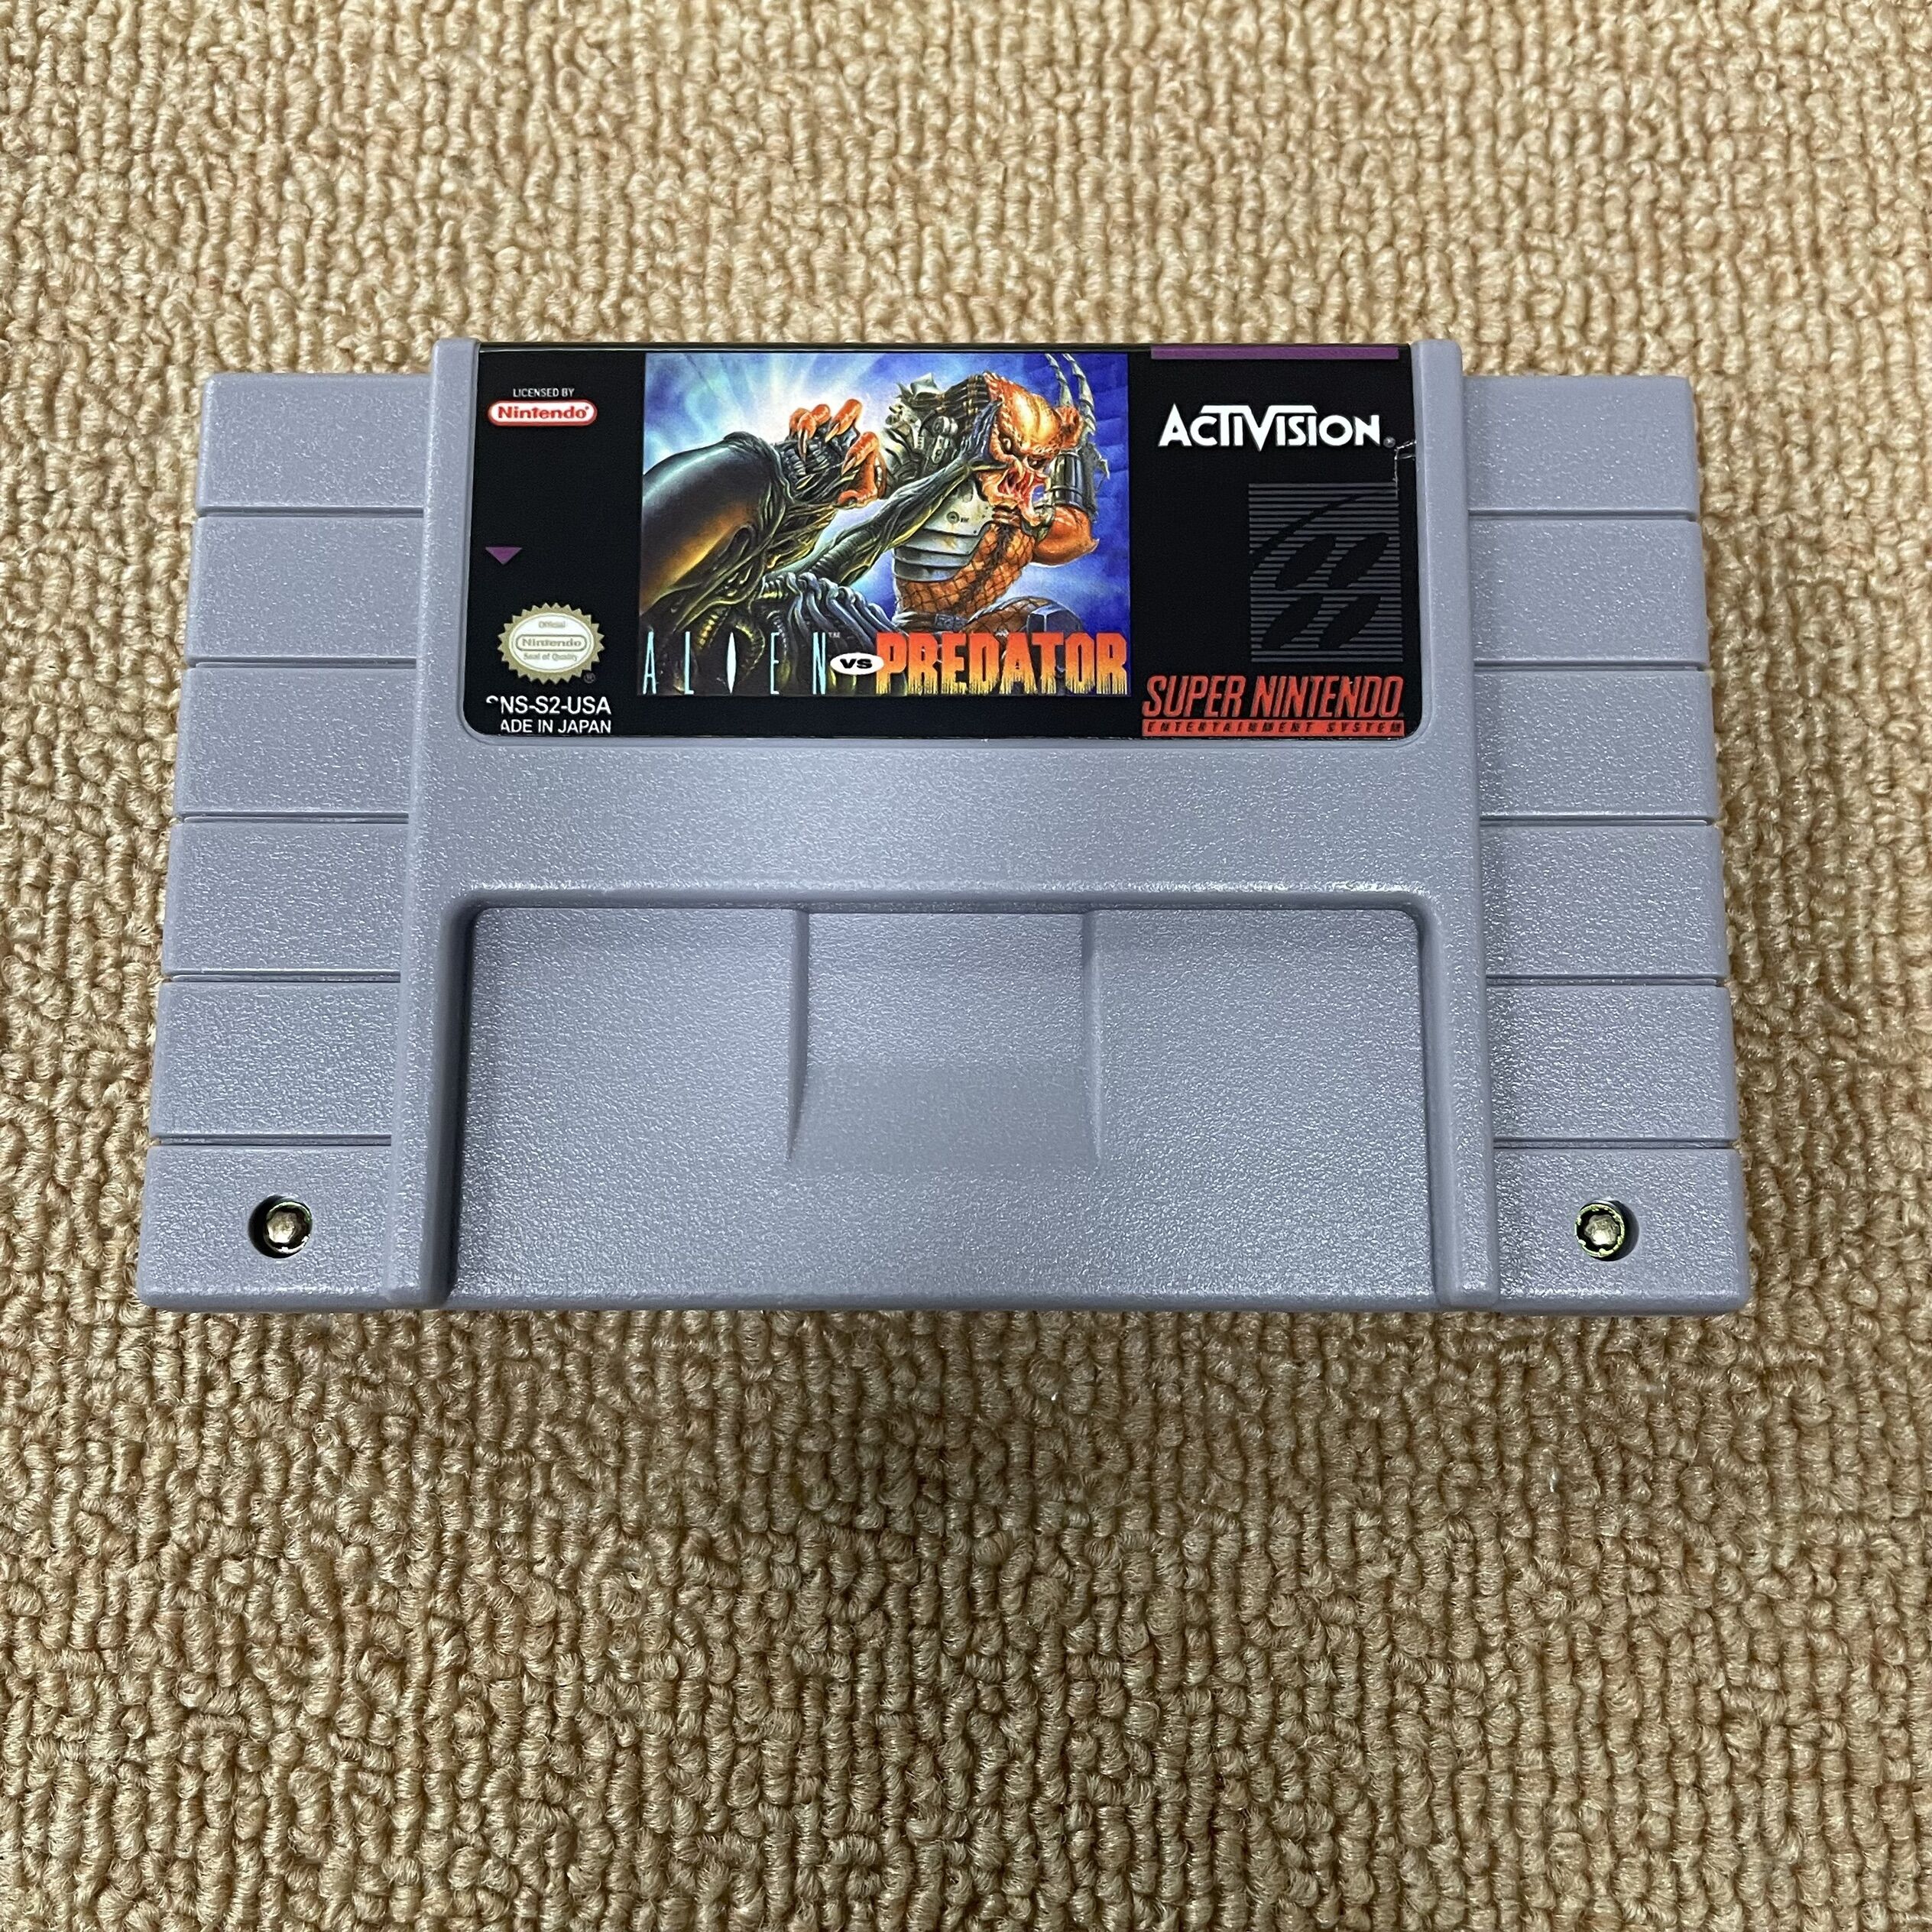 LICENSED BY
Nintendo®
ACTIVISION®
Official
Nintendo
Seal of Quality
®
ALIEN™ VS PREDATOR
NS-S2-USA
ADE IN JAPAN
SUPER NINTENDO
ENTERTAINMENT SYSTEM